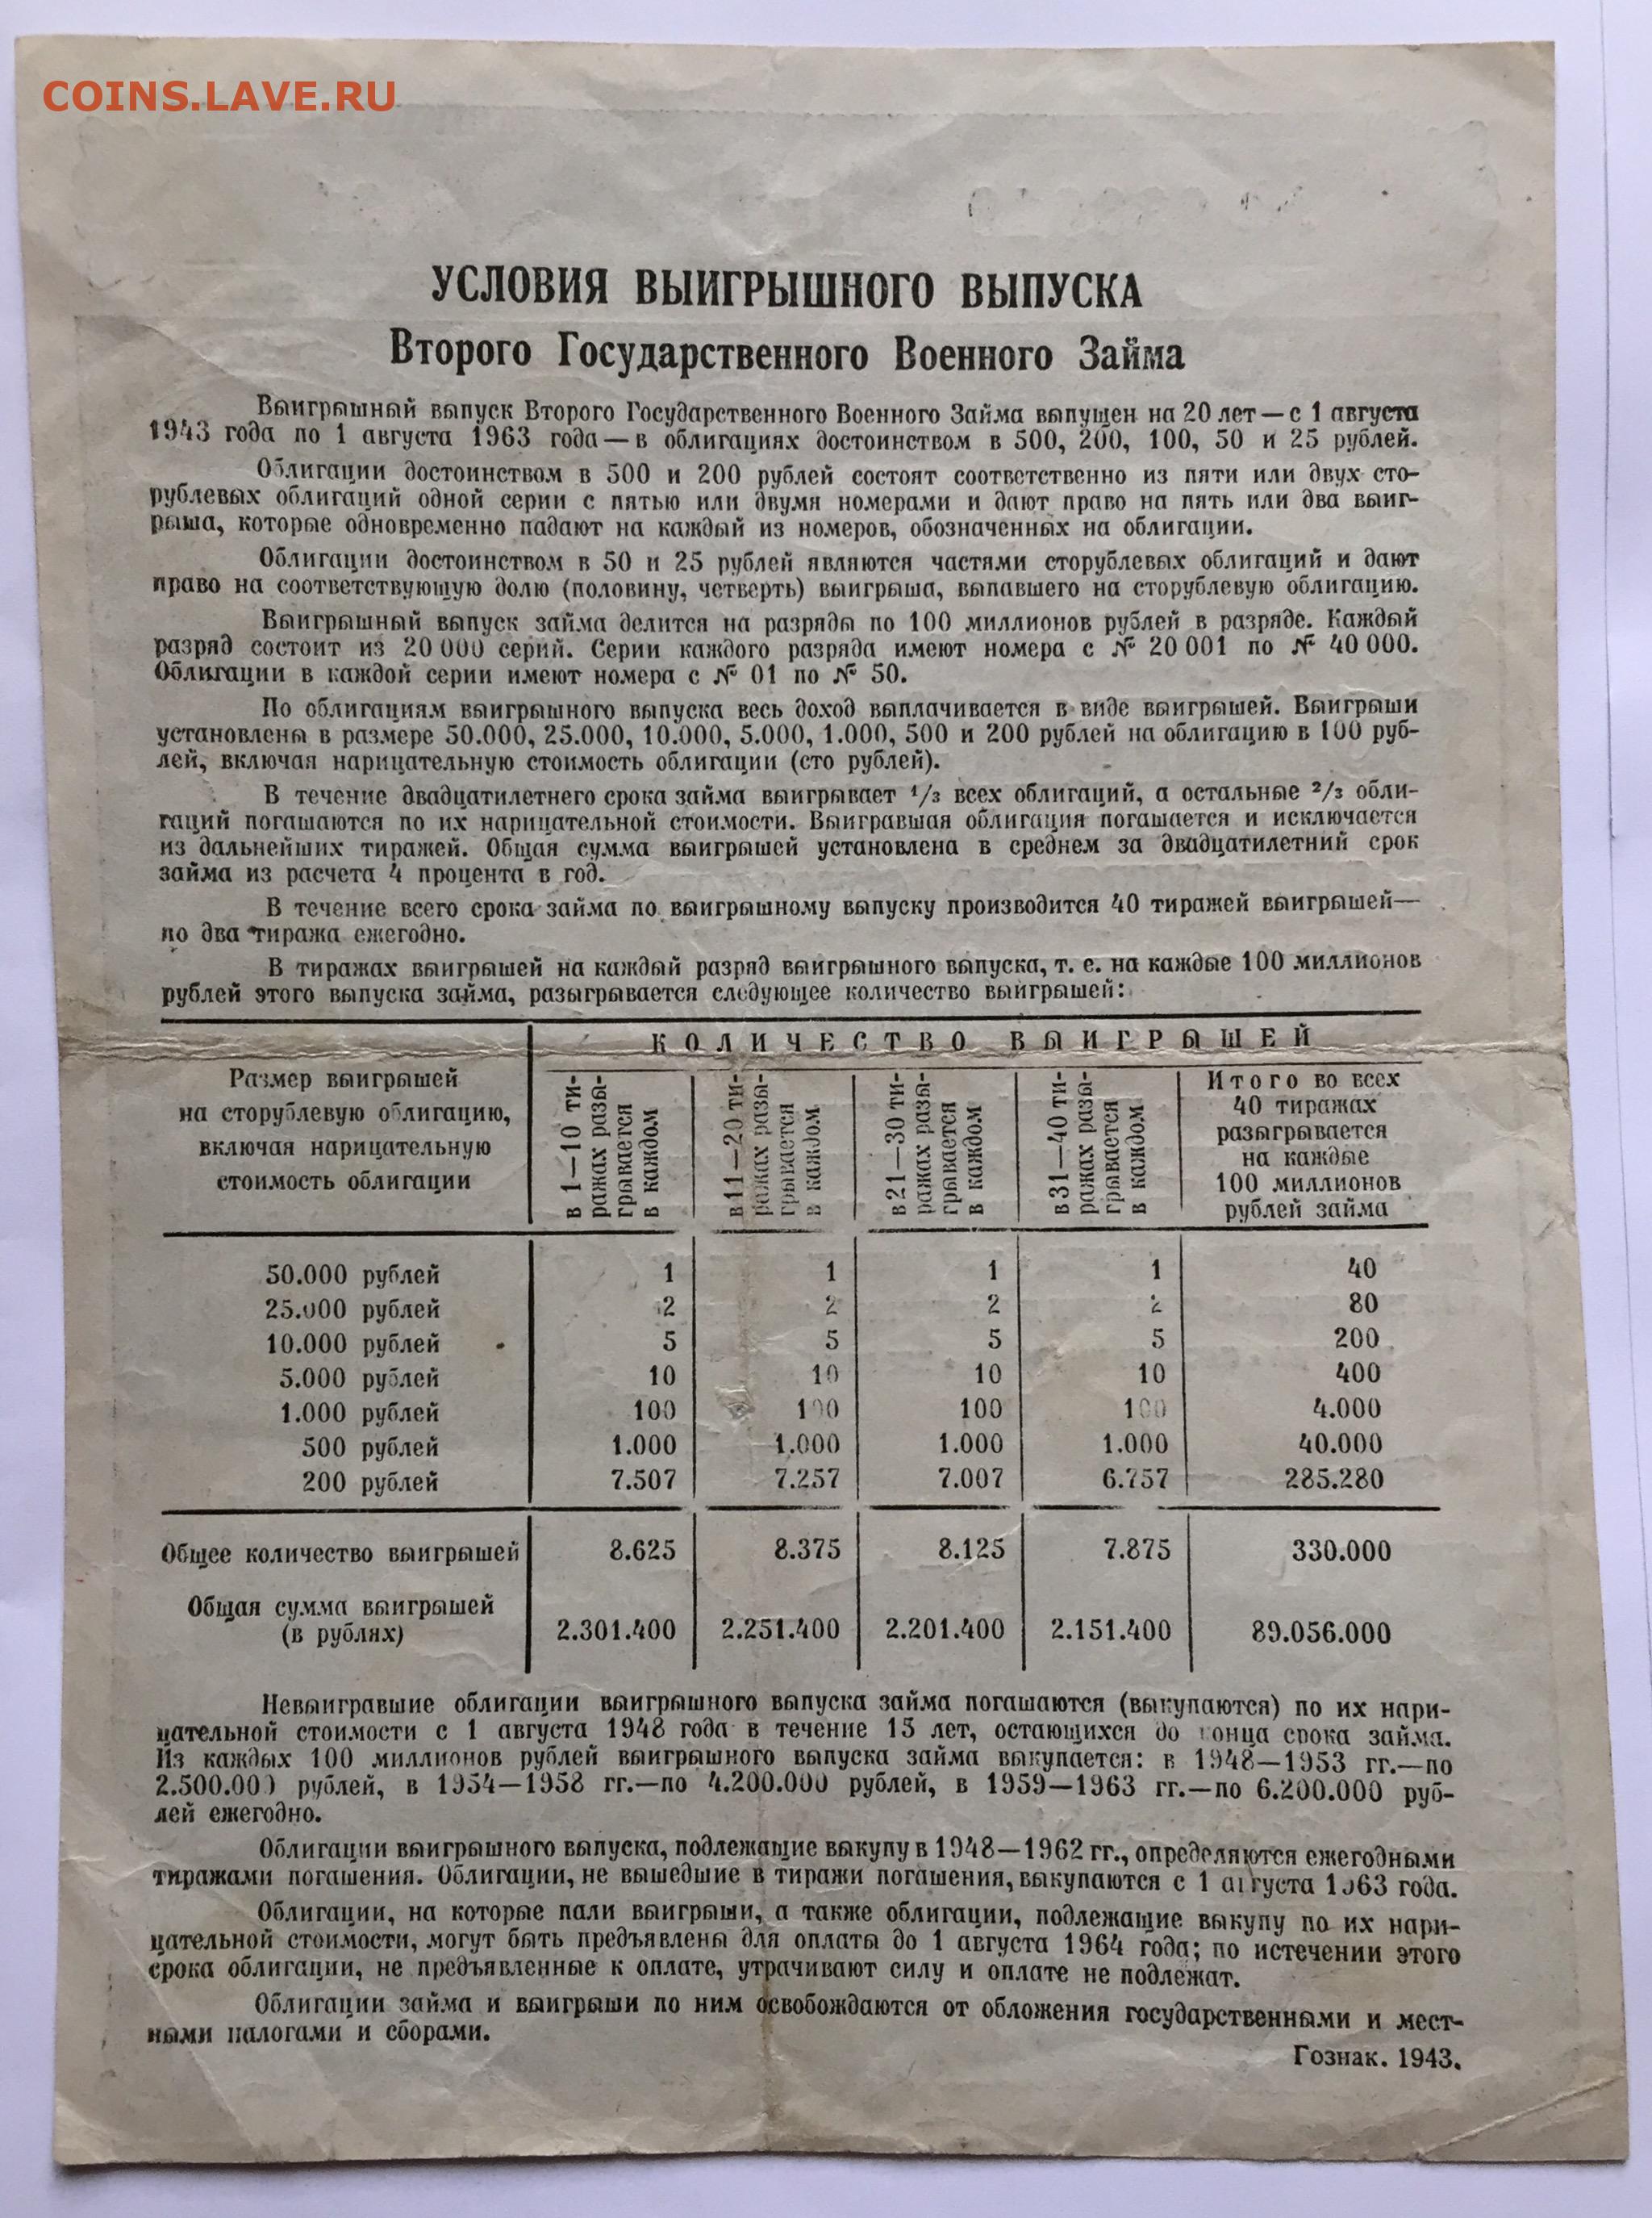 COINS.LAVE.RU
УСЛОВИЯ ВЫИГРЫШНОГО ВЫПУСКА
Второго Государственного Военного Займа
Выигрышный выпуск Второго Государственного Военного Займа выпущен на 20 лет—с 1 августа
1943 года по 1 августа 1963 года—в облигациях достоинством в 500, 200, 100, 50 и 25 рублей.
Облигации достоинством в 500 и 200 рублей состоят соответственно из пяти или двух сто-
рублевых облигаций одной серии с пятью или двумя номерами и дают право на пять или два выиг-
рыша, которые одновременно падают на каждый из номеров, обозначенных на облигации.
Облигации достоинством в 50 и 25 рублей являются частями сторублевых облигаций и дают
право на соответствующую долю (половину, четверть) выигрыша, выпавшего на сторублевую облигацию.
Выигрышный выпуск займа делится на разряды по 100 миллионов рублей в разряде. Каждый
разряд состоит из 20 000 серий. Серии каждого разряда имеют номера с № 20 001 по № 40 000.
Облигации в каждой серии имеют номера с № 01 по № 50.
По облигациям выигрышного выпуска весь доход выплачивается в виде выигрышей. Выигрыши
установлены в размере 50.000, 25.000, 10.000, 5.000, 1.000, 500 и 200 рублей на облигацию в 100 руб-
лей, включая нарицательную стоимость облигации (сто рублей).
В течение двадцатилетнего срока займа выигрывает 1/3 всех облигаций, а остальные 2/3 обли-
гаций погашаются по их нарицательной стоимости. Выигравшая облигация погашается и исключается
из дальнейших тиражей. Общая сумма выигрышей установлена в среднем за двадцатилетний срок
займа из расчета 4 процента в год.
В течение всего срока займа по выигрышному выпуску производится 40 тиражей выигрышей—
по два тиража ежегодно.
В тиражах выигрышей на каждый разряд выигрышного выпуска, т. е. на каждые 100 миллионов
рублей этого выпуска займа, разыгрывается следующее количество выигрышей:
КОЛИЧЕСТВО ВЫИГРЫШЕЙ
Размер выигрышей
на сторублевую облигацию,
включая нарицательную
стоимость облигации
в 1—10 ти-
ражах разы-
грывается
в каждом
в 11—20 ти-
ражах разы-
грывается
в каждом
в 21—30 ти-
ражах разы-
грывается
в каждом
в 31—40 ти-
ражах разы-
грывается
в каждом
Итого во всех
40 тиражах
разыгрывается
на каждые
100 миллионов
рублей займа
50.000 рублей 1 1 1 1 40
25.000 рублей 2 2 2 2 80
10.000 рублей 5 5 5 5 200
5.000 рублей 10 10 10 10 400
1.000 рублей 100 100 100 100 4.000
500 рублей 1.000 1.000 1.000 1.000 40.000
200 рублей 7.507 7.257 7.007 6.757 285.280
Общее количество выигрышей 8.625 8.375 8.125 7.875 330.000
Общая сумма выигрышей
(в рублях) 2.301.400 2.251.400 2.201.400 2.151.400 89.056.000
Невыигравшие облигации выигрышного выпуска займа погашаются (выкупаются) по их нари-
цательной стоимости с 1 августа 1948 года в течение 15 лет, остающихся до конца срока займа.
Из каждых 100 миллионов рублей выигрышного выпуска займа выкупается: в 1948—1953 гг.—по
2.500.000 рублей, в 1954—1958 гг.—по 4.200.000 рублей, в 1959—1963 гг.—по 6.200.000 руб-
лей ежегодно.
Облигации выигрышного выпуска, подлежащие выкупу в 1948—1962 гг., определяются ежегодными
тиражами погашения. Облигации, не вышедшие в тиражи погашения, выкупаются с 1 августа 1963 года.
Облигации, на которые пали выигрыши, а также облигации, подлежащие выкупу по их нари-
цательной стоимости, могут быть предъявлены для оплаты до 1 августа 1964 года; по истечении этого
срока облигации, не предъявленные к оплате, утрачивают силу и оплате не подлежат.
Облигации займа и выигрыши по ним освобождаются от обложения государственными и мест-
ными налогами и сборами.
Гознак. 1943.